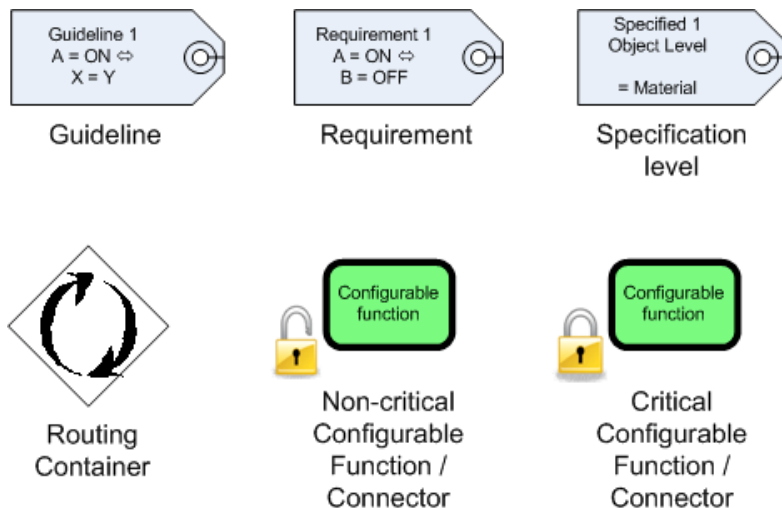 Guideline 1
A = ON ⇔
X = Y
Guideline
Requirement 1
A = ON ⇔
B = OFF
Requirement
Specified 1
Object Level
= Material
Specification
level
Routing
Container
Configurable
function
Non-critical
Configurable
Function /
Connector
Configurable
function
Critical
Configurable
Function /
Connector